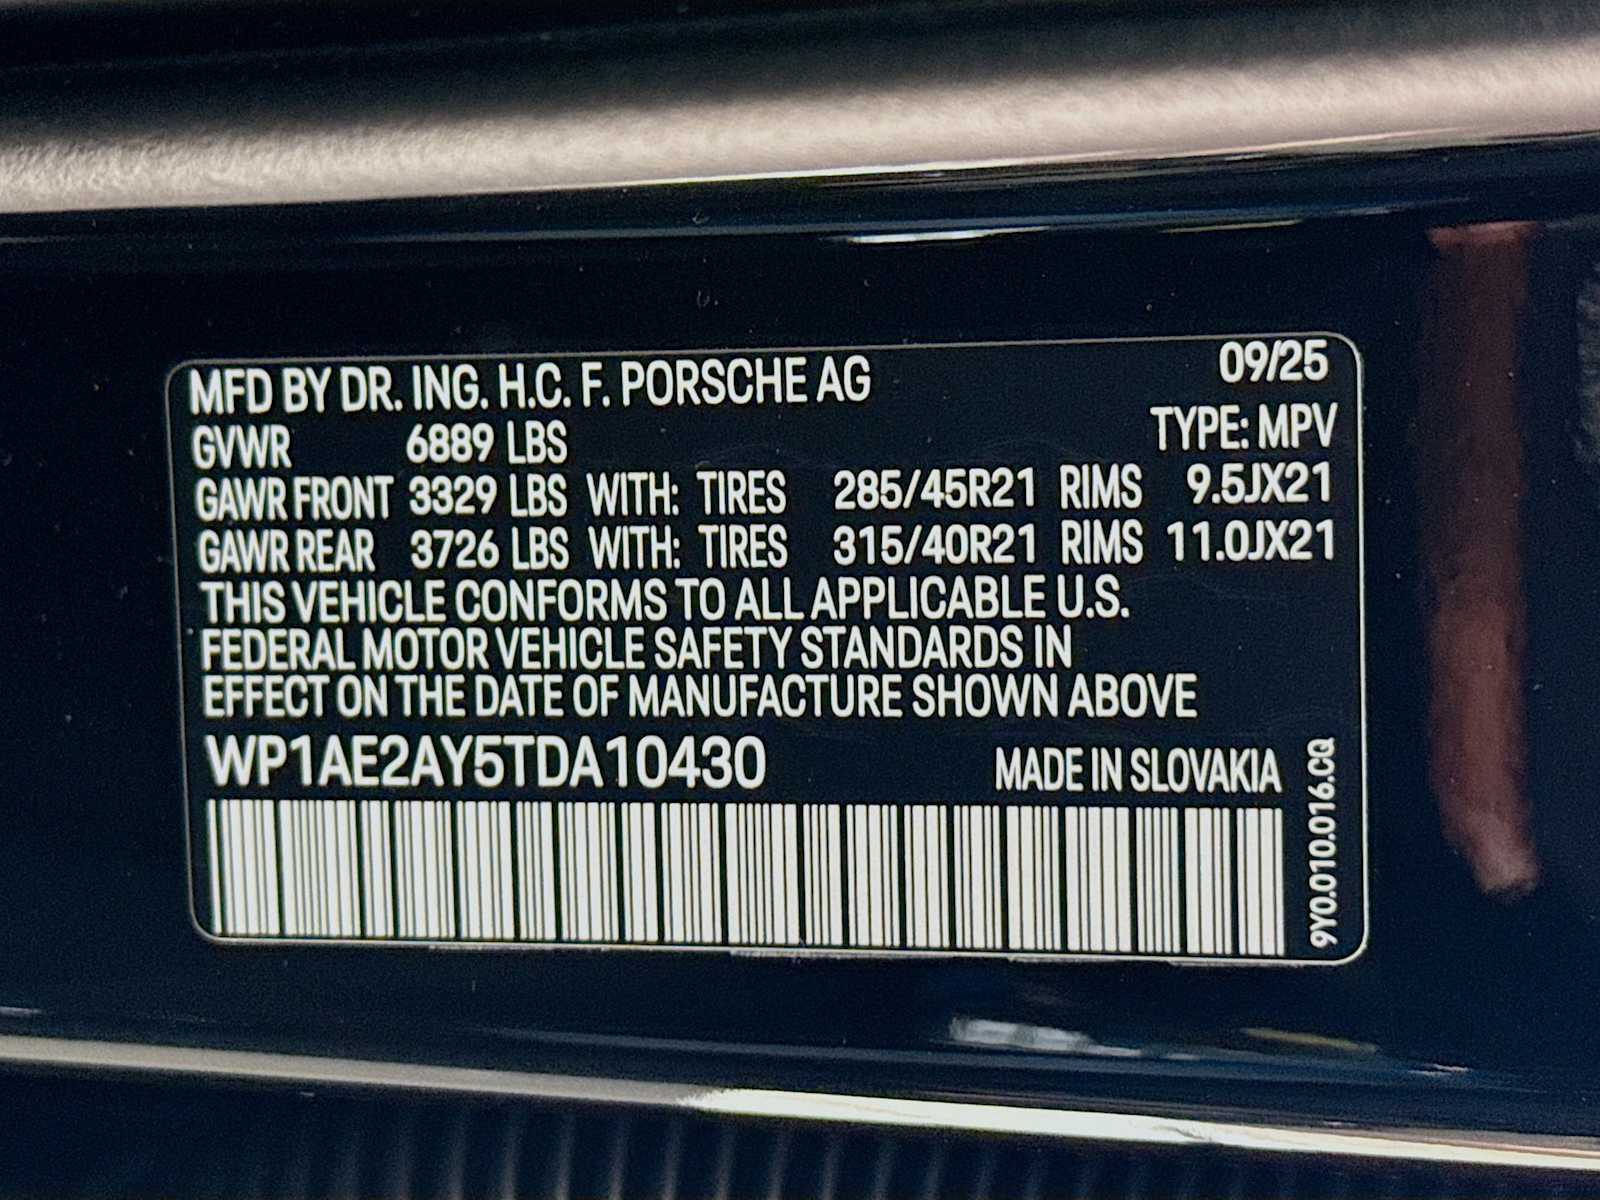 MFD BY DR. ING. H.C. F. PORSCHE AG 09/25
GVWR 6889 LBS TYPE: MPV
GAWR FRONT 3329 LBS WITH: TIRES 285/45R21 RIMS 9.5JX21
GAWR REAR 3726 LBS WITH: TIRES 315/40R21 RIMS 11.0JX21
THIS VEHICLE CONFORMS TO ALL APPLICABLE U.S.
FEDERAL MOTOR VEHICLE SAFETY STANDARDS IN
EFFECT ON THE DATE OF MANUFACTURE SHOWN ABOVE
WP1AE2AY5TDA10430 MADE IN SLOVAKIA
9Y0.010.016.CQ